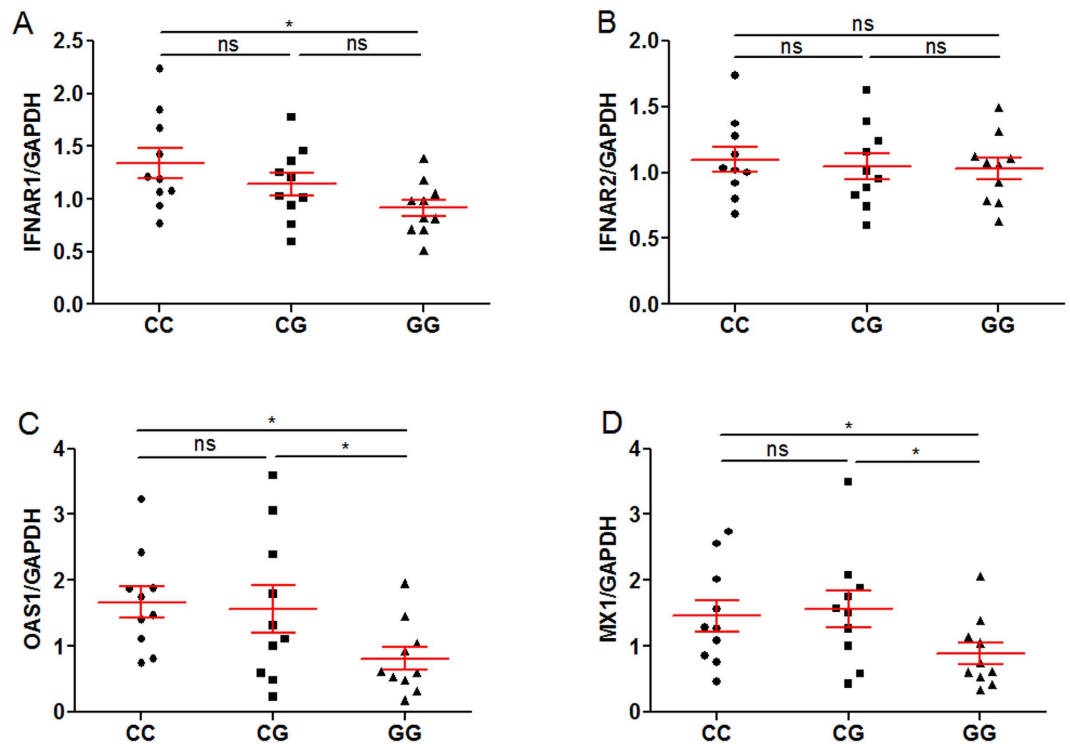 A
IFNAR1/GAPDH
2.5
2.0
1.5
1.0
0.5
0.0
*
ns
ns
CC
CG
GG
B
IFNAR2/GAPDH
2.0
1.5
1.0
0.5
0.0
ns
ns
ns
CC
CG
GG
C
OAS1/GAPDH
4
3
2
1
0
*
ns
*
CC
CG
GG
D
MX1/GAPDH
4
3
2
1
0
*
ns
*
CC
CG
GG